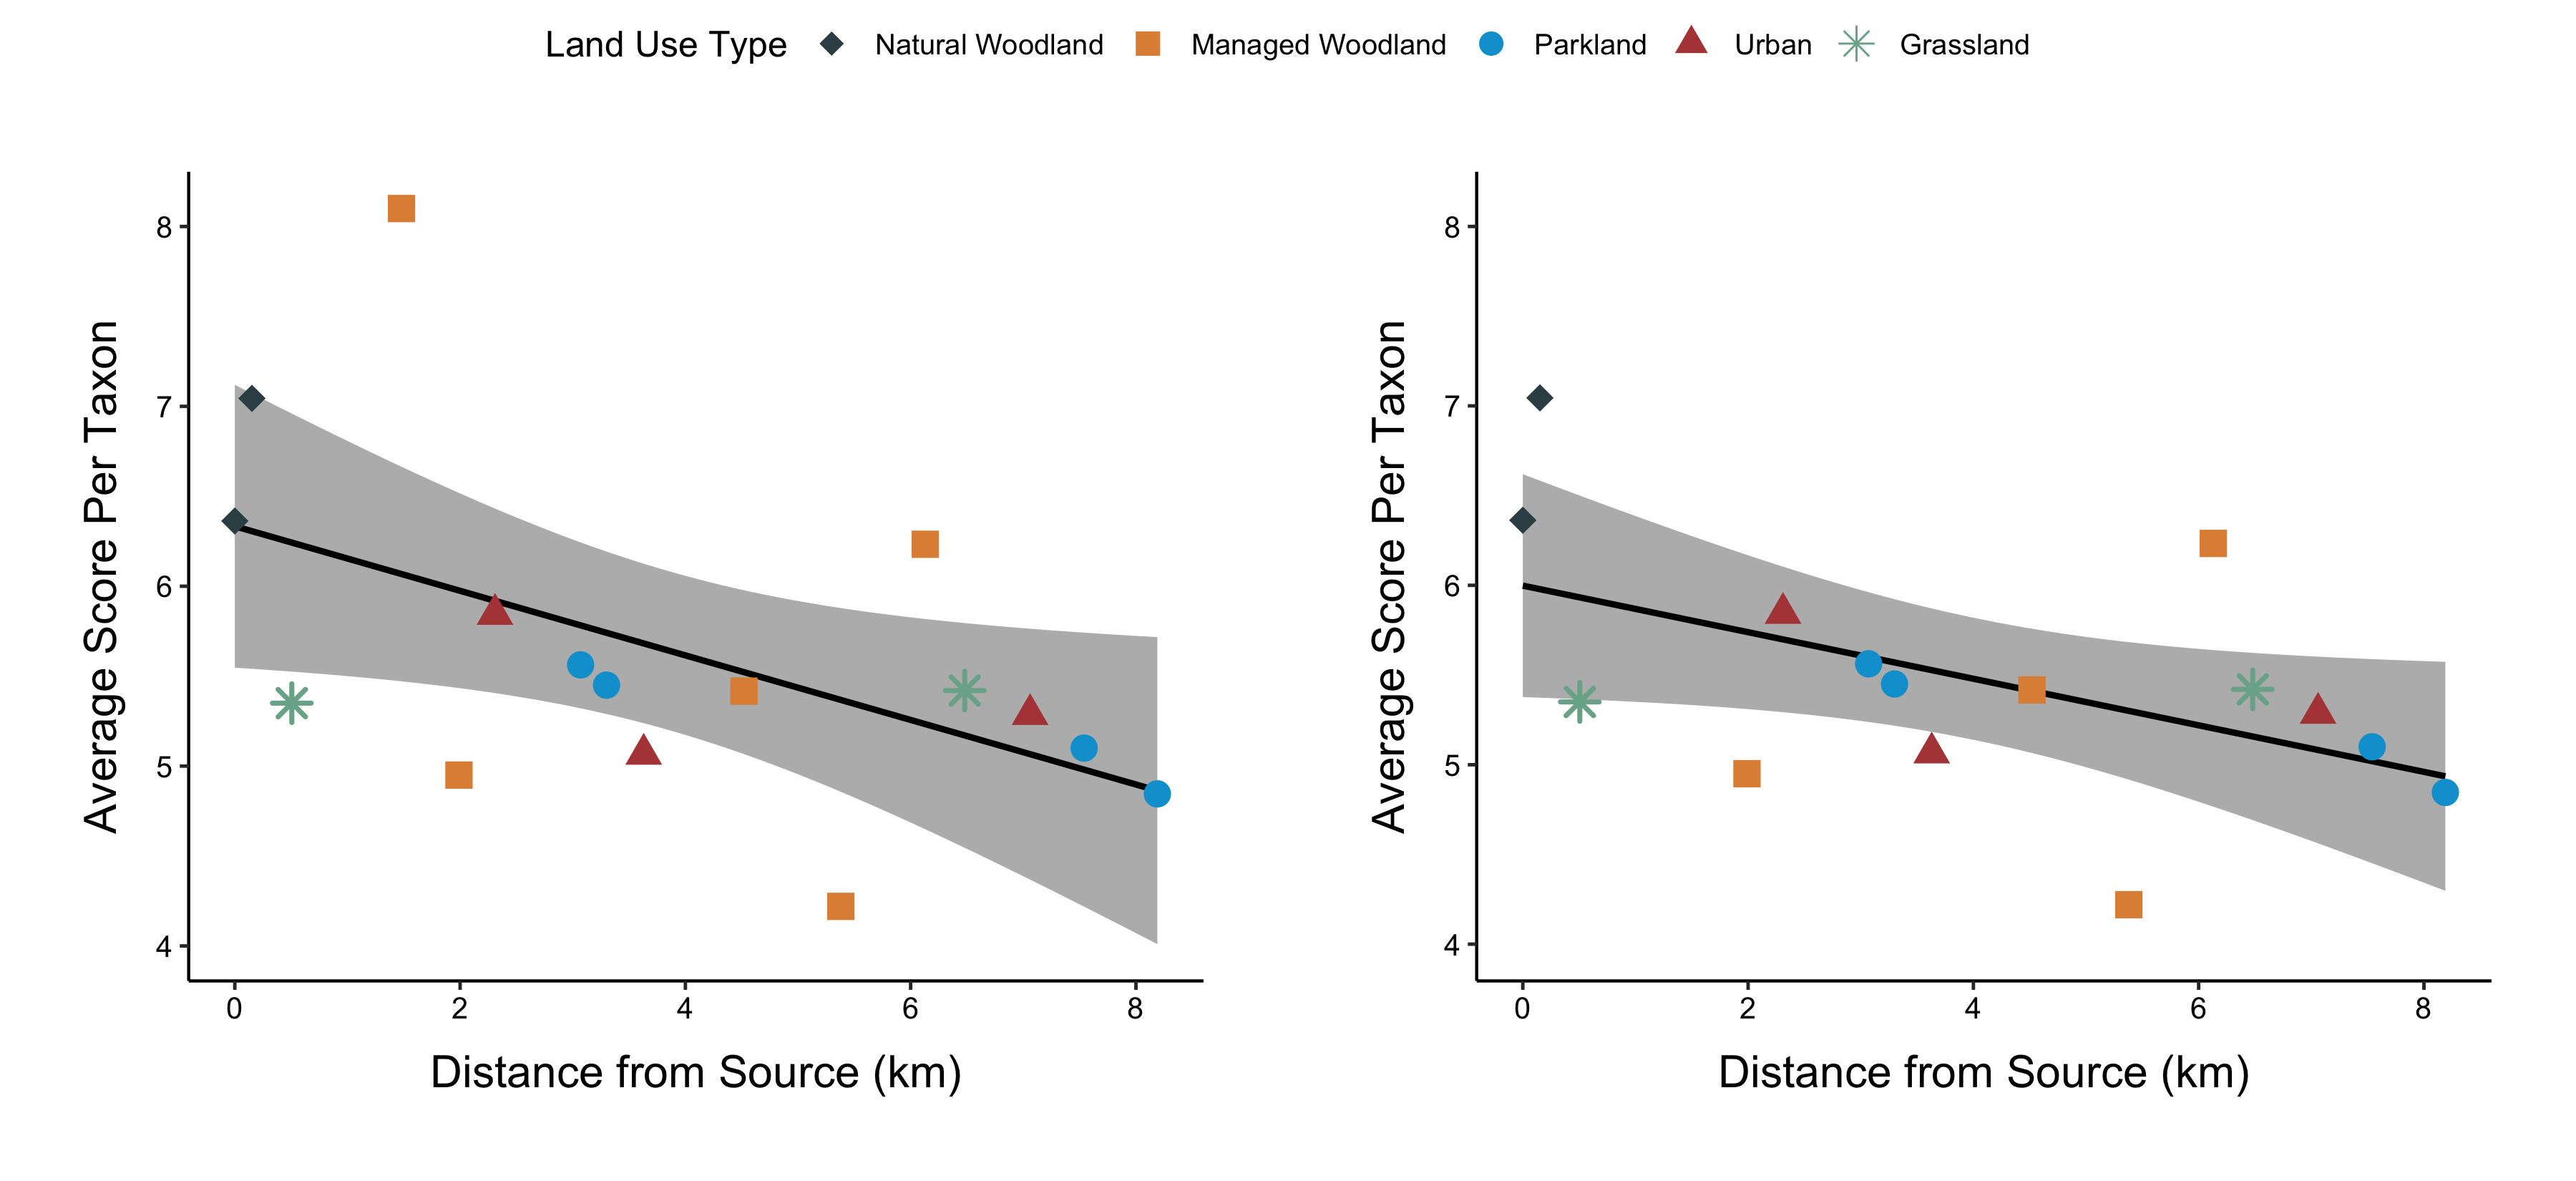 Land Use Type Natural Woodland Managed Woodland Parkland Urban Grassland
Average Score Per Taxon
8
7
6
5
4
0 2 4 6 8
Distance from Source (km)
Average Score Per Taxon
8
7
6
5
4
0 2 4 6 8
Distance from Source (km)